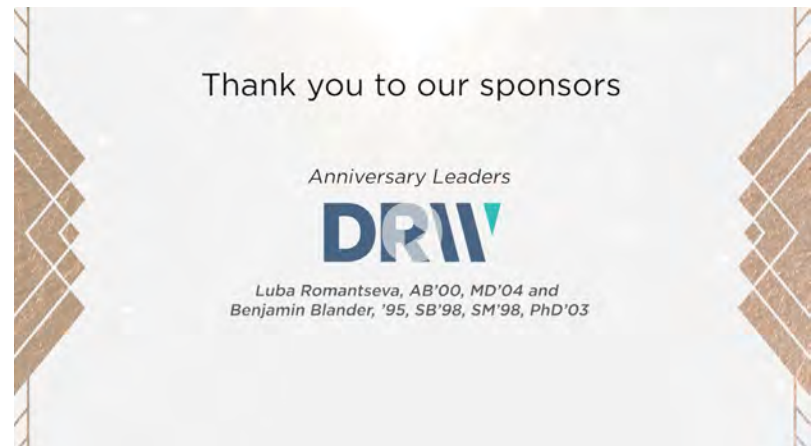 Thank you to our sponsors
Anniversary Leaders
DRW
Luba Romantseva, AB'00, MD'04 and
Benjamin Blander, '95, SB'98, SM'98, PhD'03